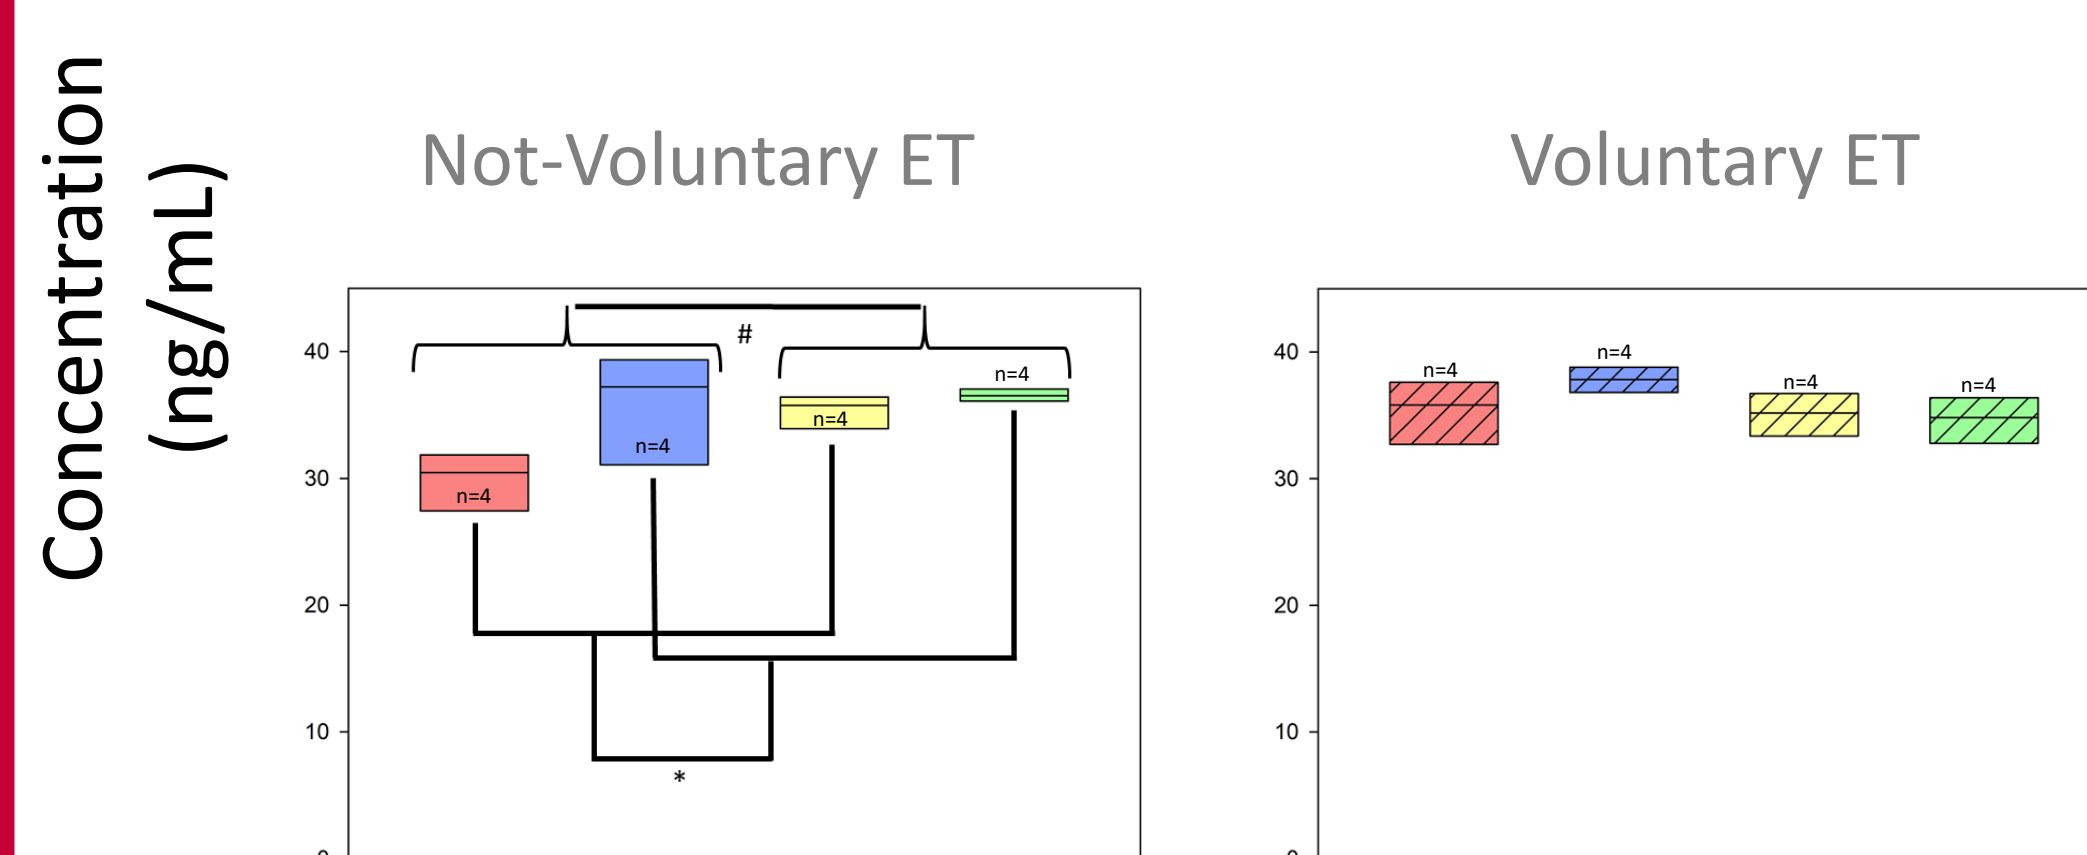 Concentration
(ng/mL)
Not-Voluntary ET
Voluntary ET
#
40
n=4
n=4
n=4
30
n=4
20
10
*
40
n=4
n=4
n=4
n=4
30
20
10